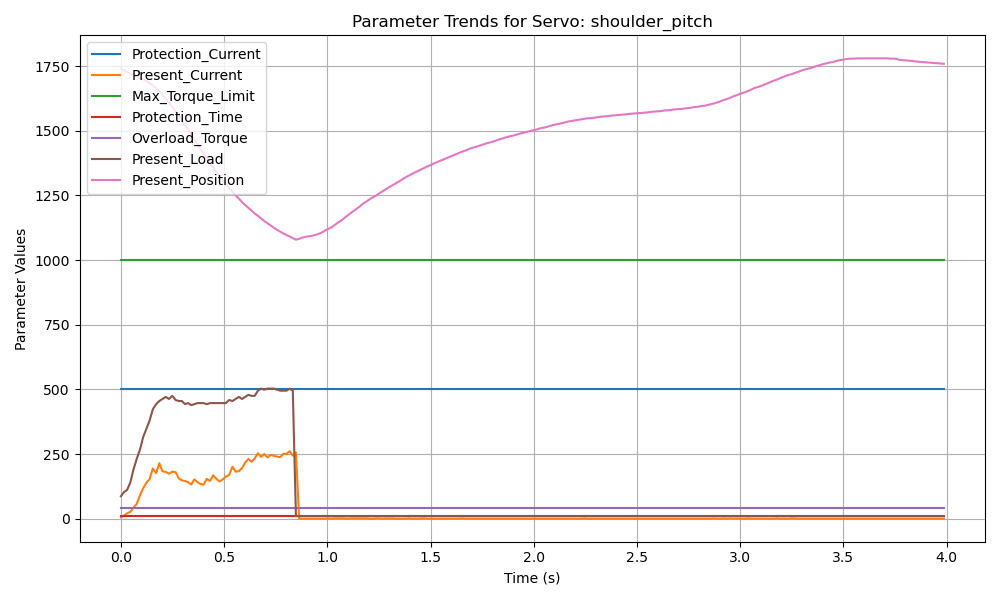 Parameter Trends for Servo: shoulder_pitch
Protection_Current
Present_Current
Max_Torque_Limit
Protection_Time
Overload_Torque
Present_Load
Present_Position
Parameter Values
1750
1500
1250
1000
750
500
250
0
0.0 0.5 1.0 1.5 2.0 2.5 3.0 3.5 4.0
Time (s)